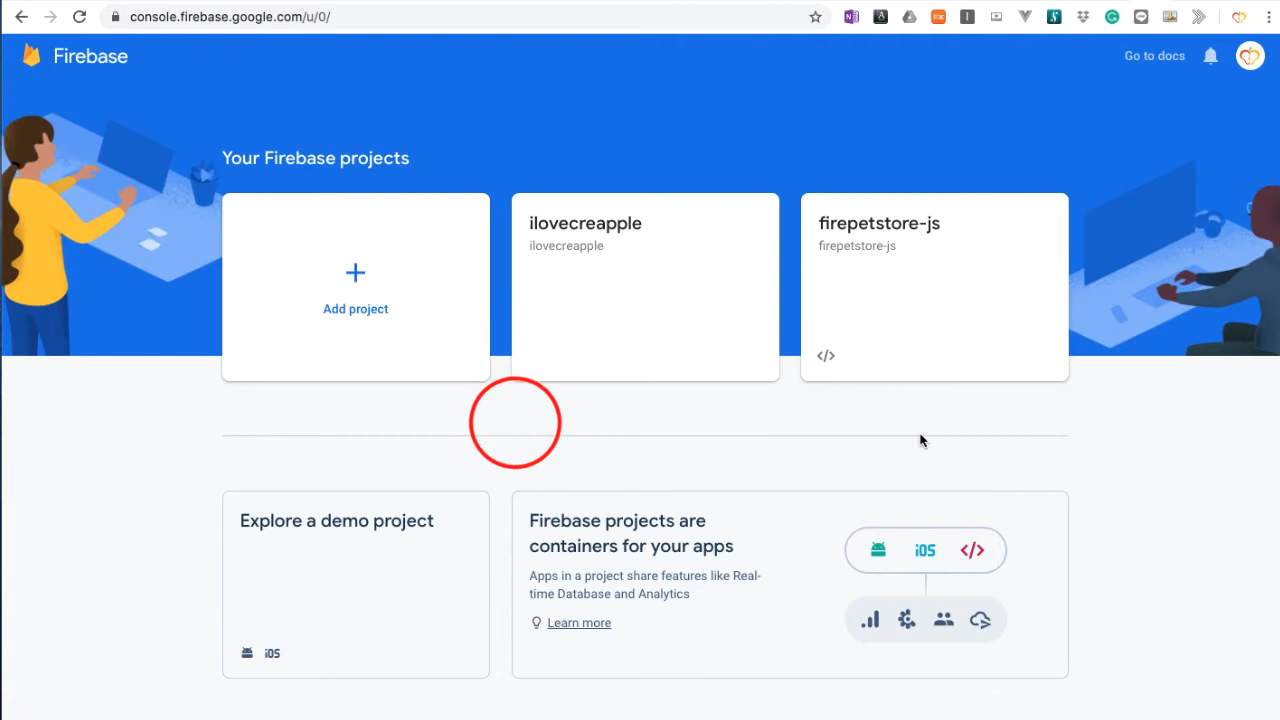 console.firebase.google.com/u/0/
Firebase
Go to docs
Your Firebase projects
Add project
ilovecreapple
ilovecreapple
firepetstore-js
firepetstore-js
Explore a demo project
iOS
Firebase projects are
containers for your apps
Apps in a project share features like Real-
time Database and Analytics
Learn more
iOS